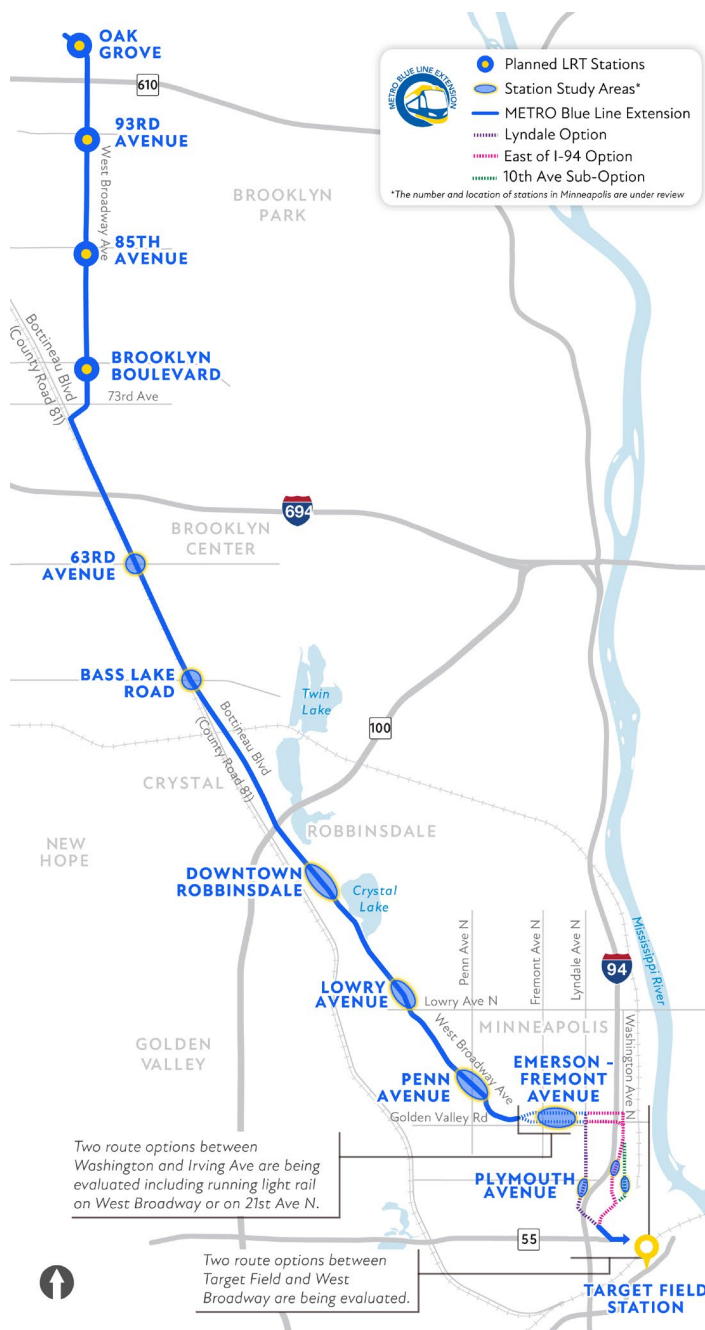 OAK
GROVE
610
METRO BLUE LINE EXTENSION
Planned LRT Stations
Station Study Areas*
METRO Blue Line Extension
Lyndale Option
East of I-94 Option
10th Ave Sub-Option
*The number and location of stations in Minneapolis are under review
93RD
AVENUE
West Broadway Ave
BROOKLYN
PARK
85TH
AVENUE
Bottineau Blvd
(County Road 81)
BROOKLYN
BOULEVARD
73rd Ave
694
BROOKLYN
CENTER
63RD
AVENUE
BASS LAKE
ROAD
Twin
Lake
Bottineau Blvd
(County Road 81)
100
CRYSTAL
ROBBINSDALE
NEW
HOPE
DOWNTOWN
ROBBINSDALE
Crystal
Lake
Penn Ave N
Fremont Ave N
Lyndale Ave N
Mississippi River
94
LOWRY
AVENUE
Lowry Ave N
West Broadway Ave
MINNEAPOLIS
Washington Ave N
GOLDEN
VALLEY
PENN
AVENUE
EMERSON –
FREMONT
AVENUE
Golden Valley Rd
Two route options between
Washington and Irving Ave are being
evaluated including running light rail
on West Broadway or on 21st Ave N.
PLYMOUTH
AVENUE
55
Two route options between
Target Field and West
Broadway are being evaluated.
TARGET FIELD
STATION